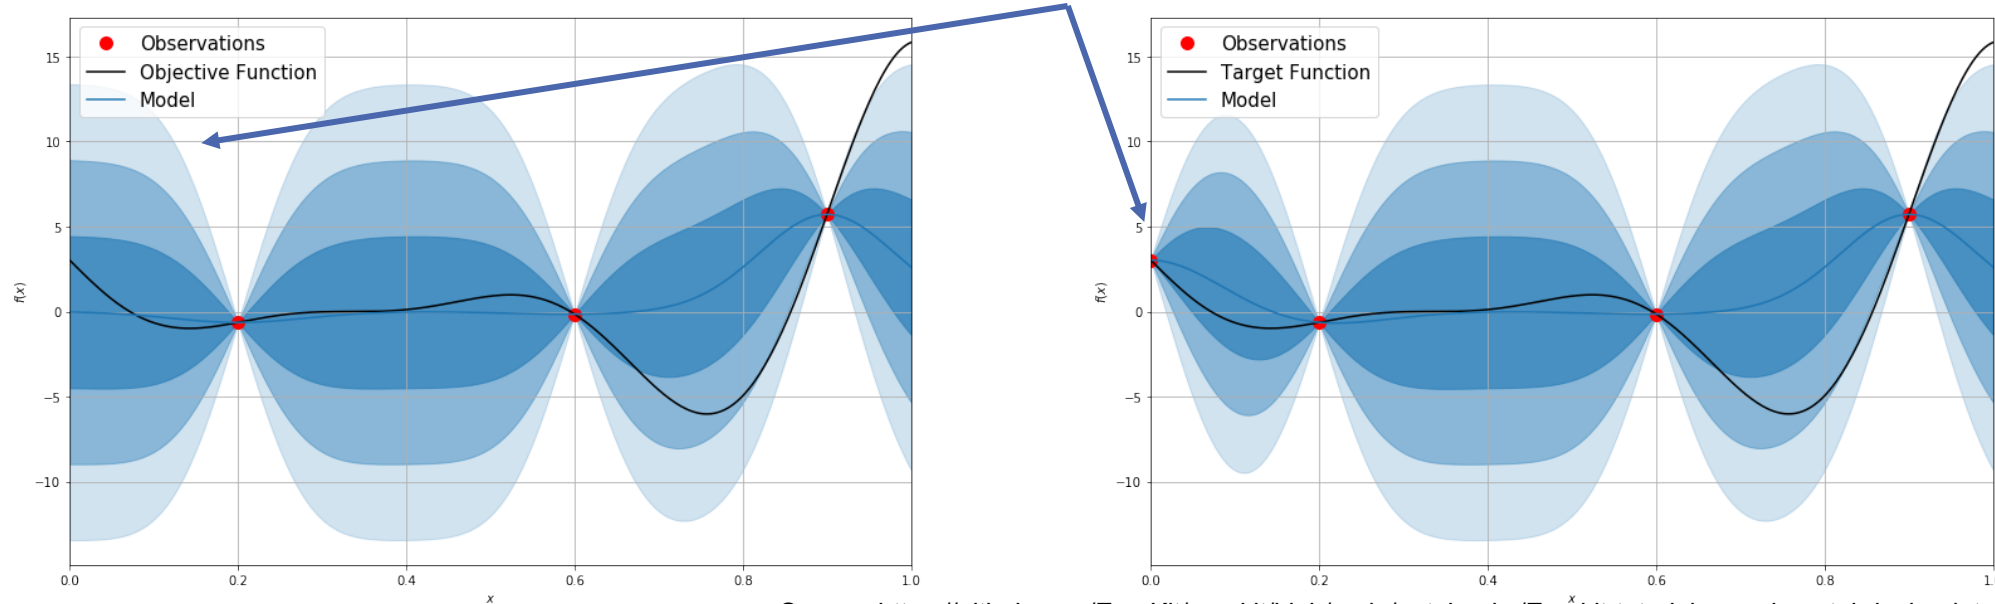 Observations
Objective Function
Model
15
10
5
0
−5
−10
f(x)
0.0
0.2
0.4
0.6
0.8
1.0
x
Observations
Target Function
Model
15
10
5
0
−5
−10
f(x)
0.0
0.2
0.4
0.6
0.8
x